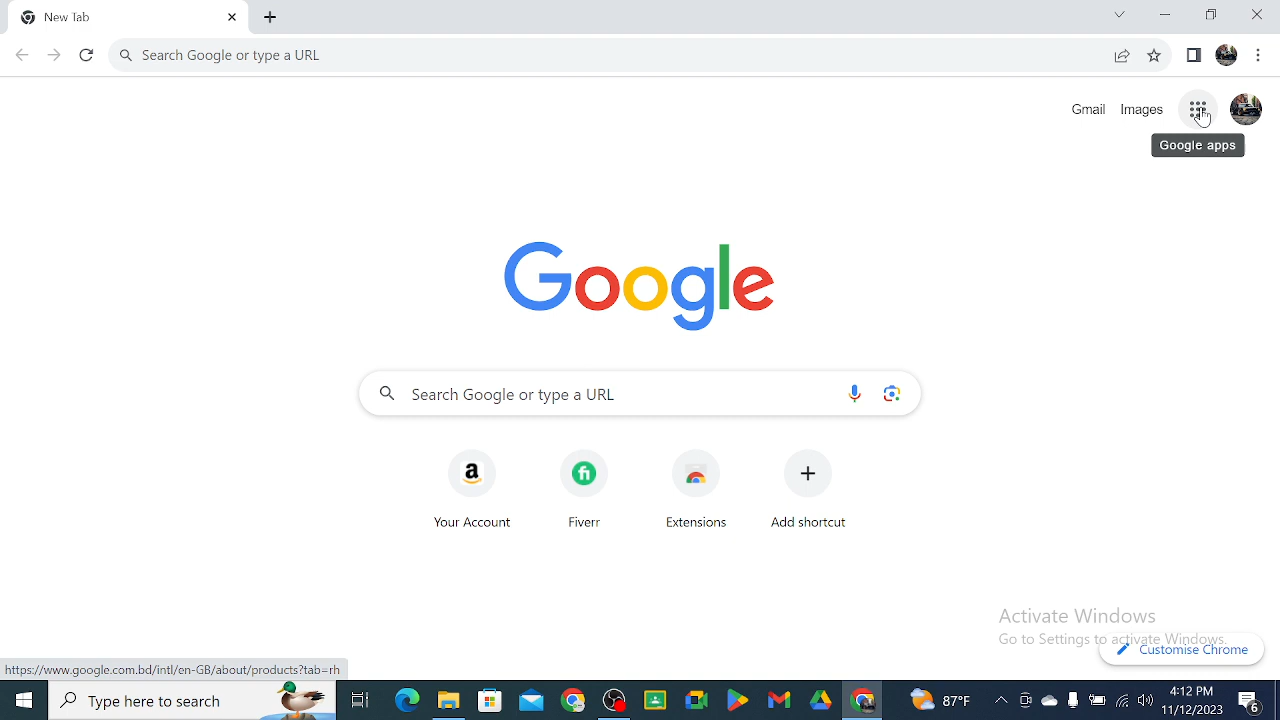 New Tab
Search Google or type a URL
Gmail Images
Google apps
Google
Search Google or type a URL
a fi
Your Account Fiverr Extensions Add shortcut
Activate Windows
Go to Settings to activate Windows.
Customise Chrome
https://www.google.com.bd/intl/en-GB/about/products?tab=rh
Type here to search
87°F
4:12 PM
11/12/2023
6